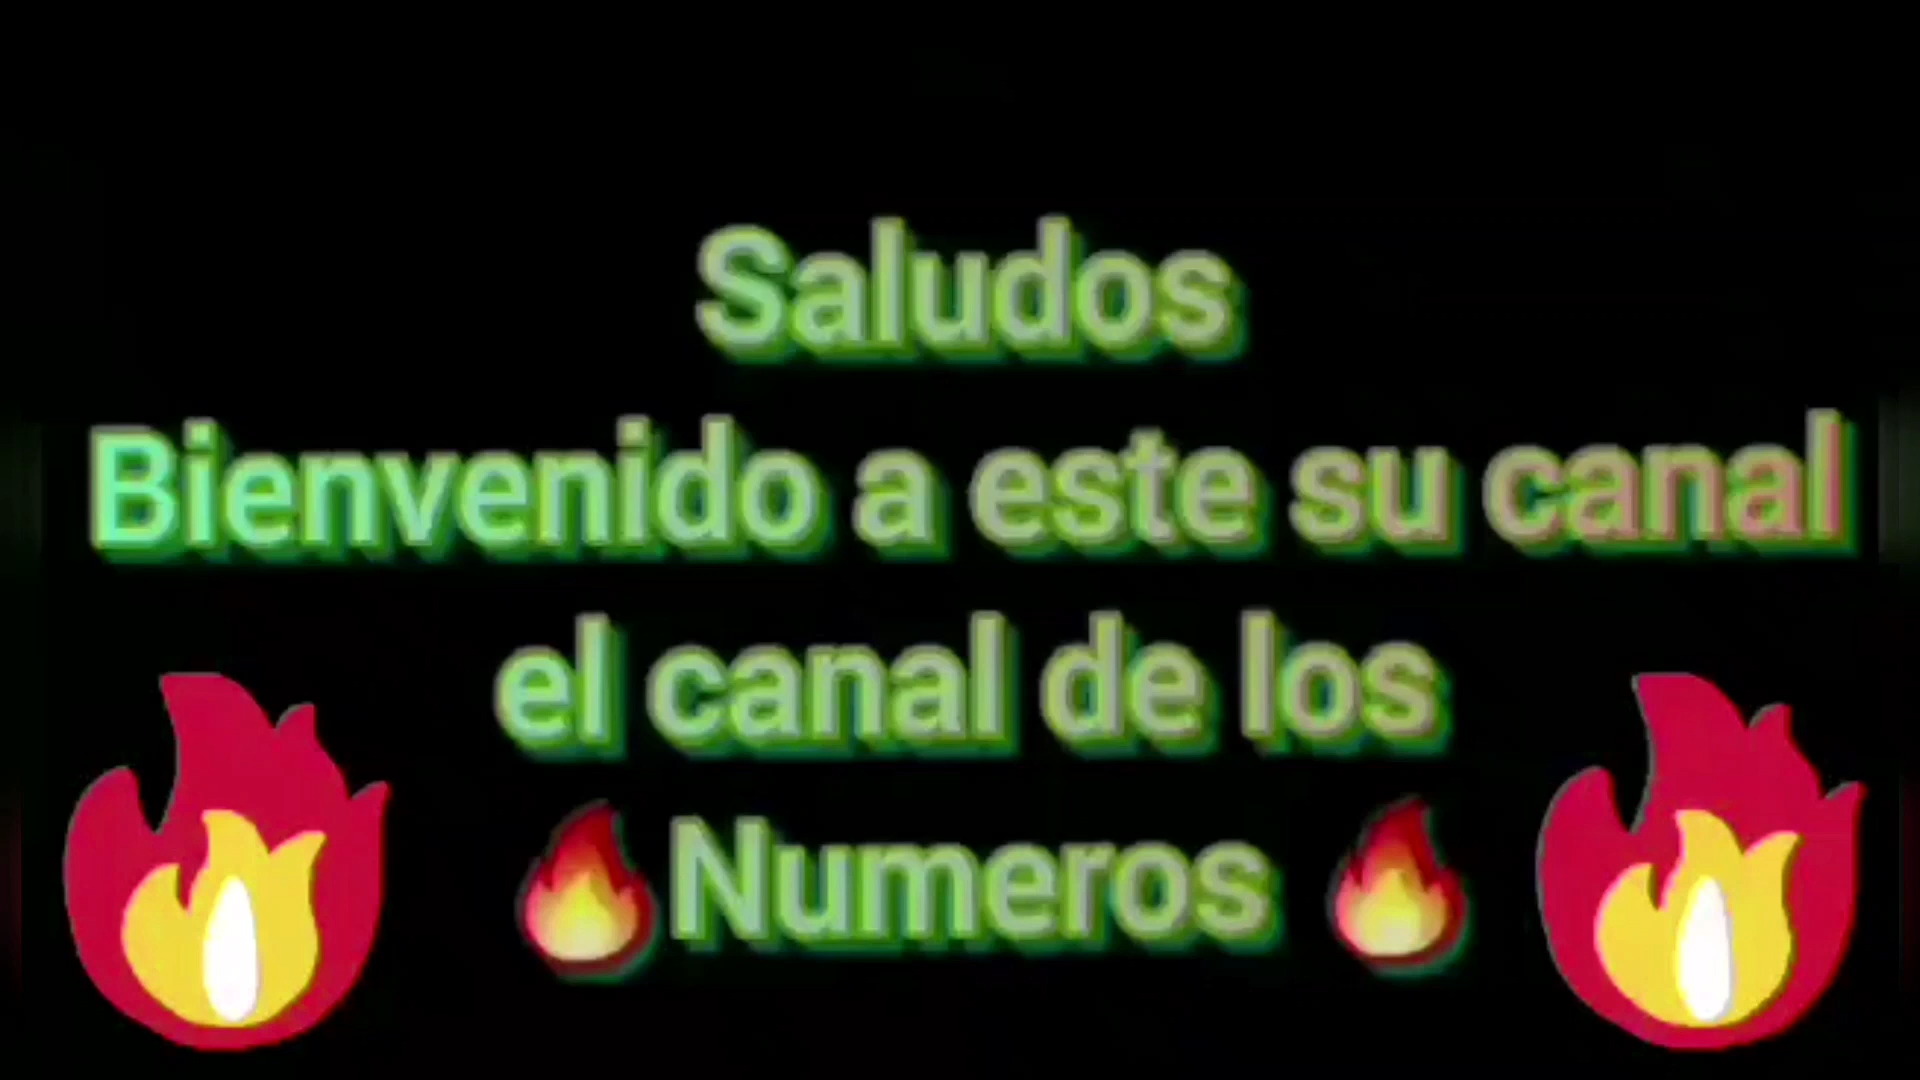 Saludos
Bienvenido a este su canal
el canal de los
🔥Numeros 🔥